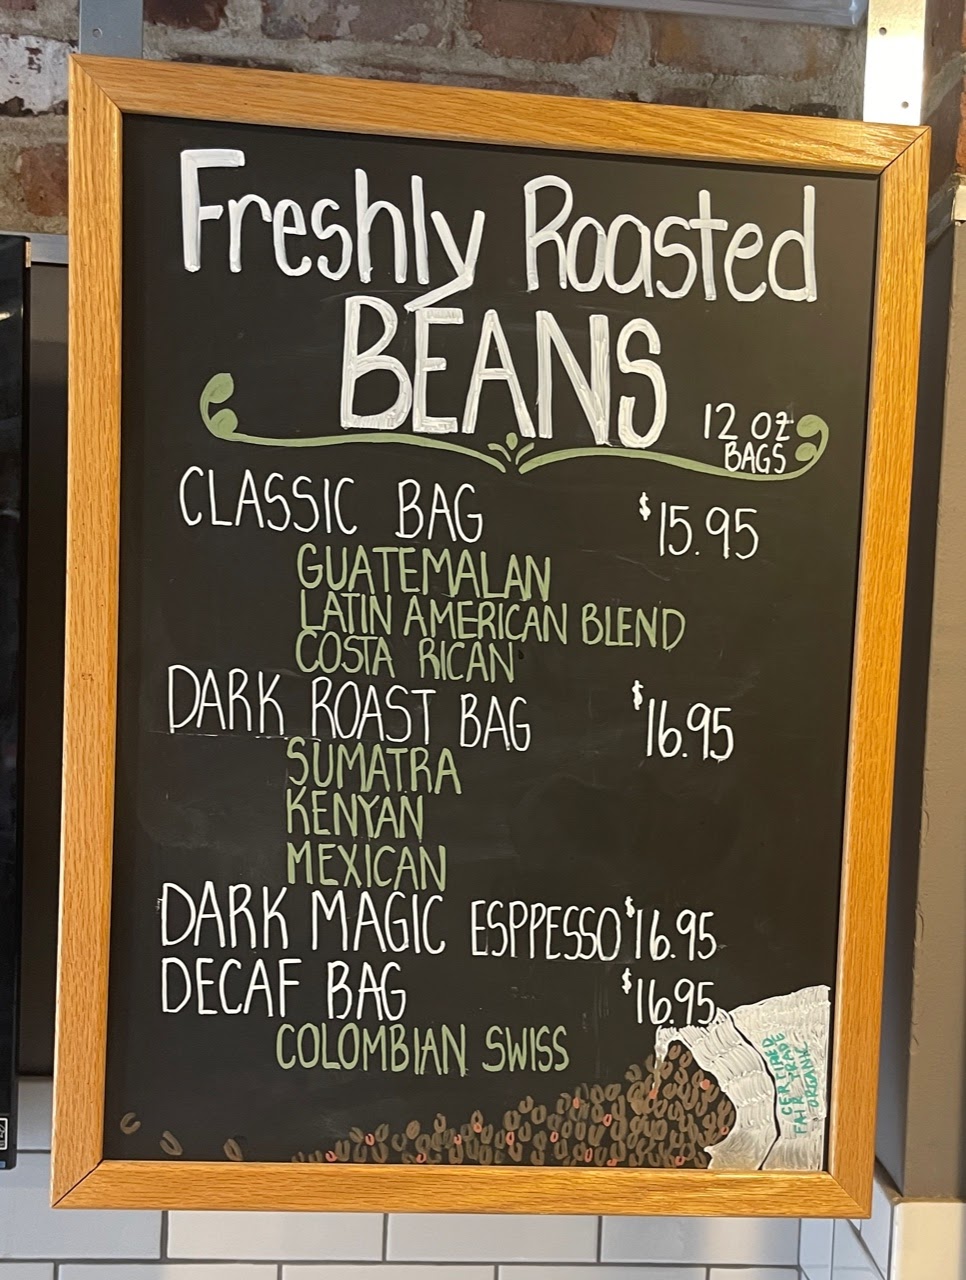 Freshly Roasted
BEANS
12 oz
BAGS
CLASSIC BAG $15.95
GUATEMALAN
LATIN AMERICAN BLEND
COSTA RICAN
DARK ROAST BAG $16.95
SUMATRA
KENYAN
MEXICAN
DARK MAGIC ESPPESSO $16.95
DECAF BAG $16.95
COLOMBIAN SWISS
CERTIFIED
FAIR TRADE
ORGANIC